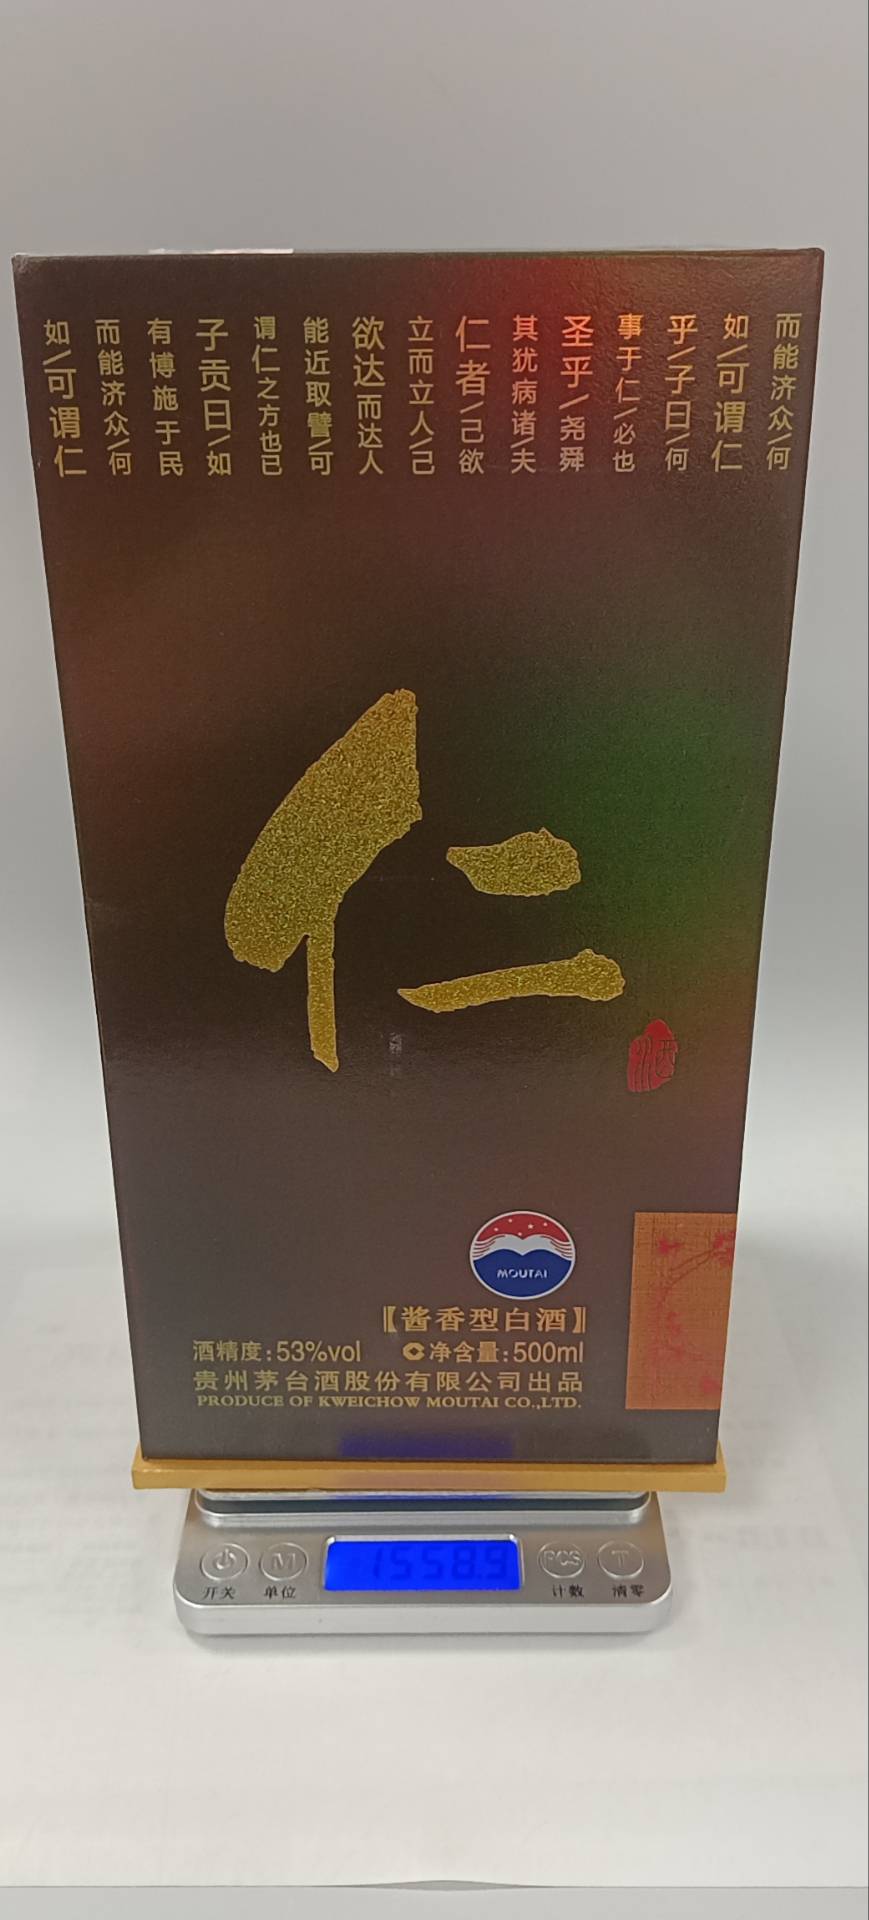 而能济众/何
如/可谓仁
乎/子曰/何
事于仁/必也
圣乎/尧舜
其犹病诸/夫
仁者/己欲
立而立人/己
欲达而达人
能近取譬/可
谓仁之方也已
子贡曰/如
有博施于民
而能济众/何
如/可谓仁
仁
酒
MOUTAI
【酱香型白酒】
酒精度:53%vol 净含量:500ml
贵州茅台酒股份有限公司出品
PRODUCE OF KWEICHOW MOUTAI CO.,LTD.
1558.9
M PCS T
开关 单位 计数 清零